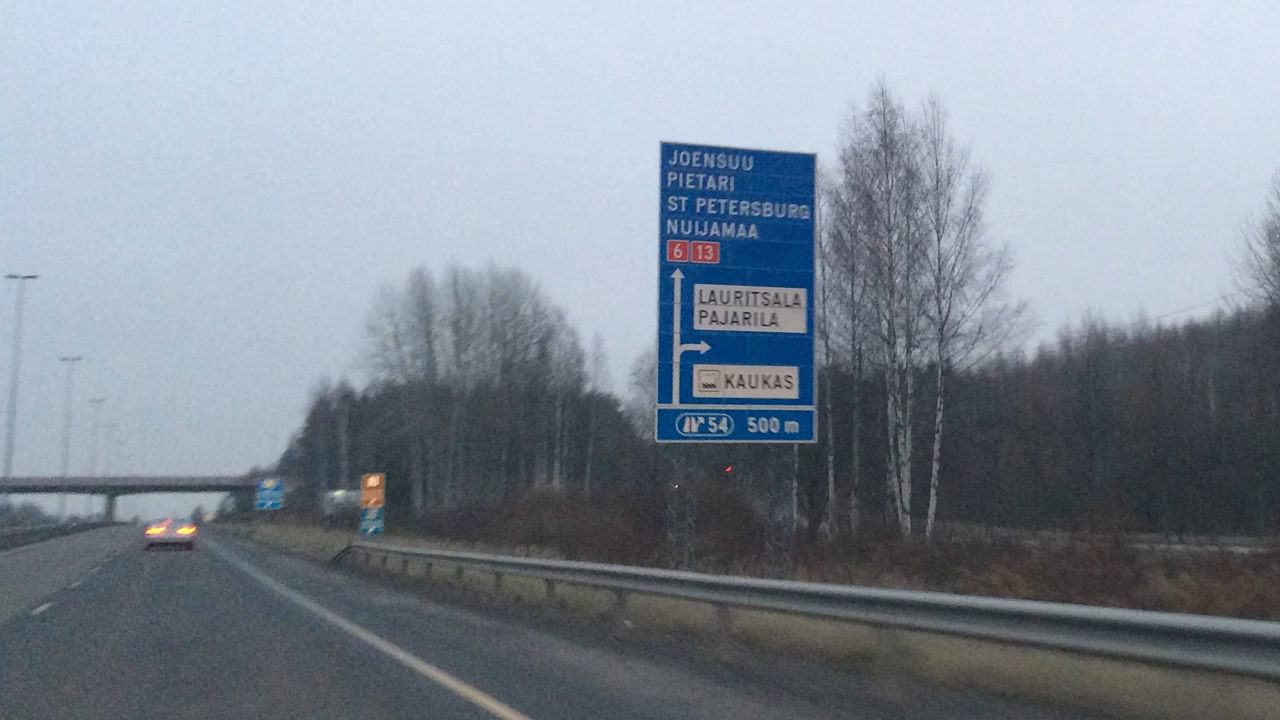 JOENSUU
PIETARI
ST PETERSBURG
NUIJAMAA
6 13
LAURITSALA
PAJARILA
KAUKAS
54 500 m